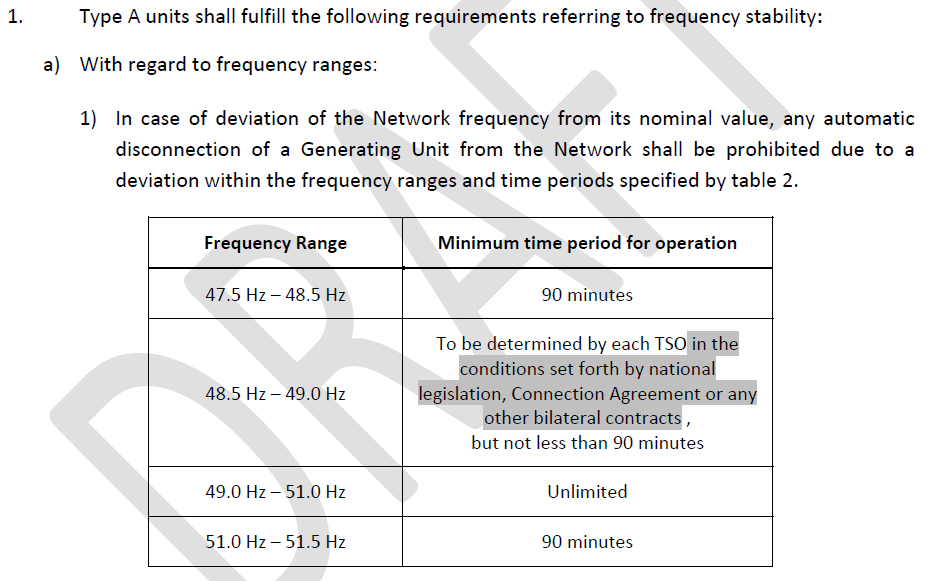 1. Type A units shall fulfill the following requirements referring to frequency stability:
a) With regard to frequency ranges:
1) In case of deviation of the Network frequency from its nominal value, any automatic
disconnection of a Generating Unit from the Network shall be prohibited due to a
deviation within the frequency ranges and time periods specified by table 2.
Frequency Range Minimum time period for operation
47.5 Hz – 48.5 Hz 90 minutes
To be determined by each TSO in the
conditions set forth by national
48.5 Hz – 49.0 Hz legislation, Connection Agreement or any
other bilateral contracts ,
but not less than 90 minutes
49.0 Hz – 51.0 Hz Unlimited
51.0 Hz – 51.5 Hz 90 minutes
DRAFT